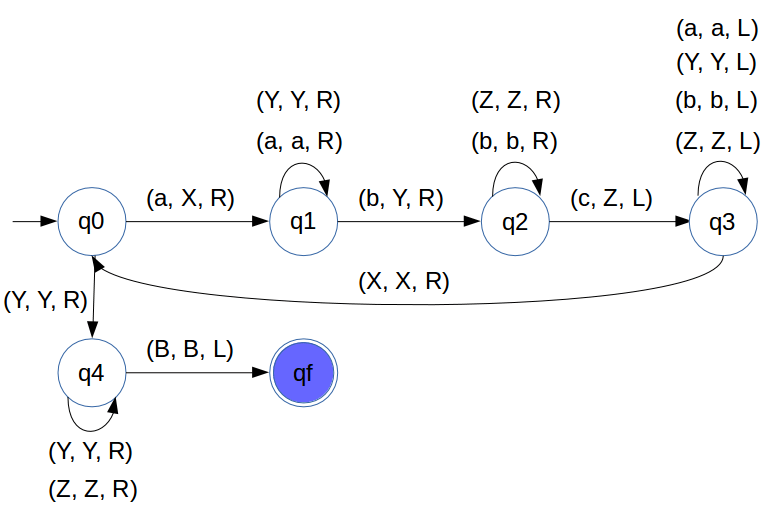 (a, a, L)
(Y, Y, L)
(Y, Y, R)
(Z, Z, R)
(b, b, L)
(a, a, R)
(b, b, R)
(Z, Z, L)
q0
(a, X, R)
q1
(b, Y, R)
q2
(c, Z, L)
q3
(X, X, R)
(Y, Y, R)
q4
(B, B, L)
qf
(Y, Y, R)
(Z, Z, R)